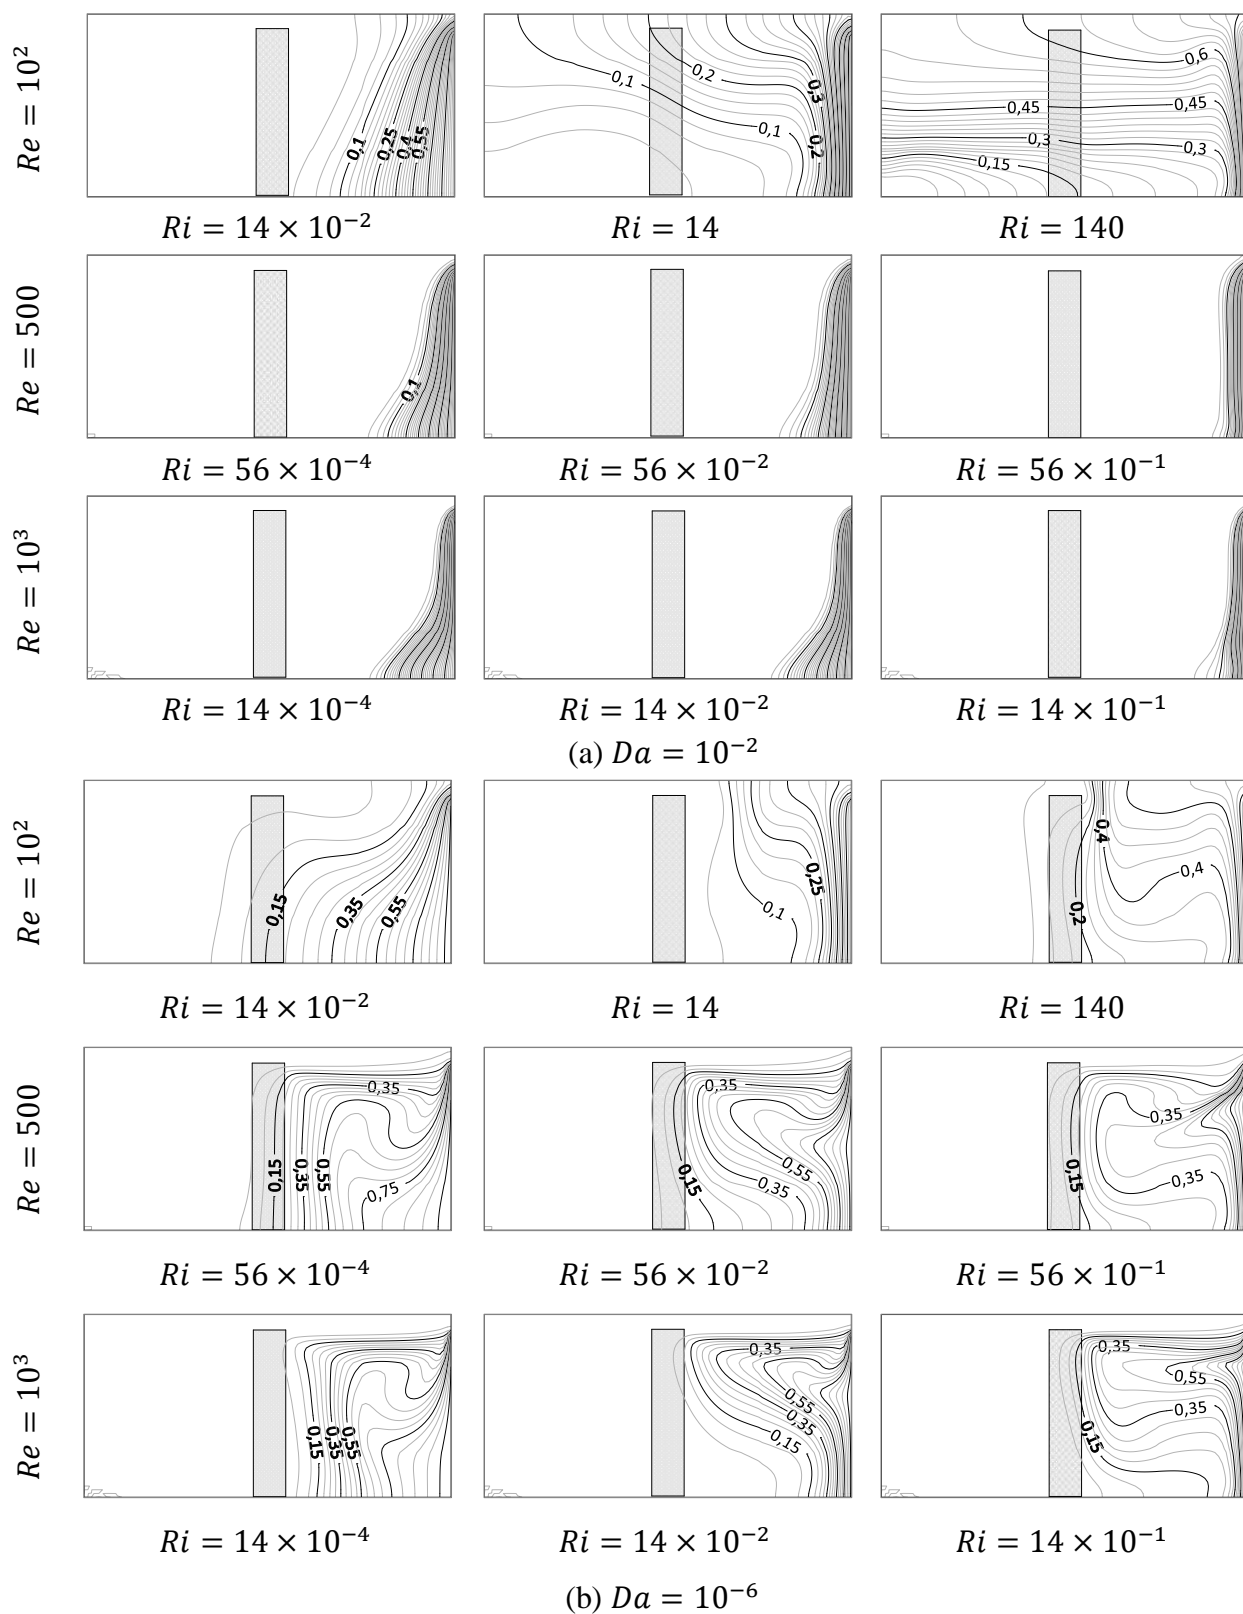 Re = 10²
0,1 0,25 0,4 0,55
0,1 0,2 0,1 0,3 0,2
0,6 0,45 0,45 0,3 0,3 0,15
Ri = 14 × 10⁻² Ri = 14 Ri = 140
Re = 500
0,1
Ri = 56 × 10⁻⁴ Ri = 56 × 10⁻² Ri = 56 × 10⁻¹
Re = 10³
Ri = 14 × 10⁻⁴ Ri = 14 × 10⁻² Ri = 14 × 10⁻¹
(a) Da = 10⁻²
Re = 10²
0,15 0,35 0,55
0,1 0,25
0,4 0,4 0,2
Ri = 14 × 10⁻² Ri = 14 Ri = 140
Re = 500
0,35 0,15 0,35 0,55 0,75
0,35 0,15 0,55 0,35
0,35 0,15 0,35
Ri = 56 × 10⁻⁴ Ri = 56 × 10⁻² Ri = 56 × 10⁻¹
Re = 10³
0,15 0,35 0,55
0,35 0,55 0,35 0,15
0,35 0,55 0,35 0,15
Ri = 14 × 10⁻⁴ Ri = 14 × 10⁻² Ri = 14 × 10⁻¹
(b) Da = 10⁻⁶